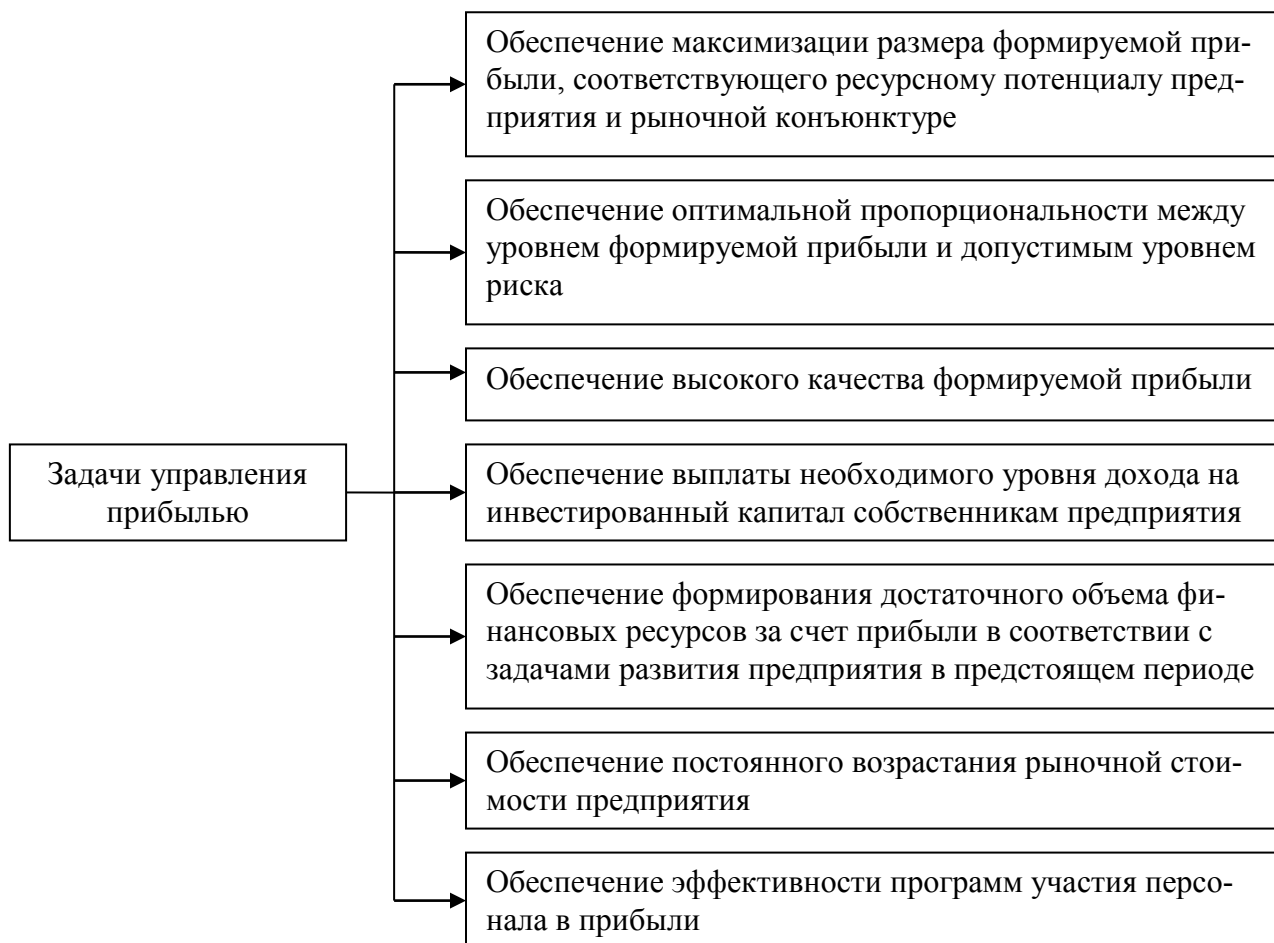 Обеспечение максимизации размера формируемой при-
были, соответствующего ресурсному потенциалу пред-
приятия и рыночной конъюнктуре
Обеспечение оптимальной пропорциональности между
уровнем формируемой прибыли и допустимым уровнем
риска
Обеспечение высокого качества формируемой прибыли
Задачи управления
прибылью
Обеспечение выплаты необходимого уровня дохода на
инвестированный капитал собственникам предприятия
Обеспечение формирования достаточного объема фи-
нансовых ресурсов за счет прибыли в соответствии с
задачами развития предприятия в предстоящем периоде
Обеспечение постоянного возрастания рыночной стои-
мости предприятия
Обеспечение эффективности программ участия персо-
нала в прибыли